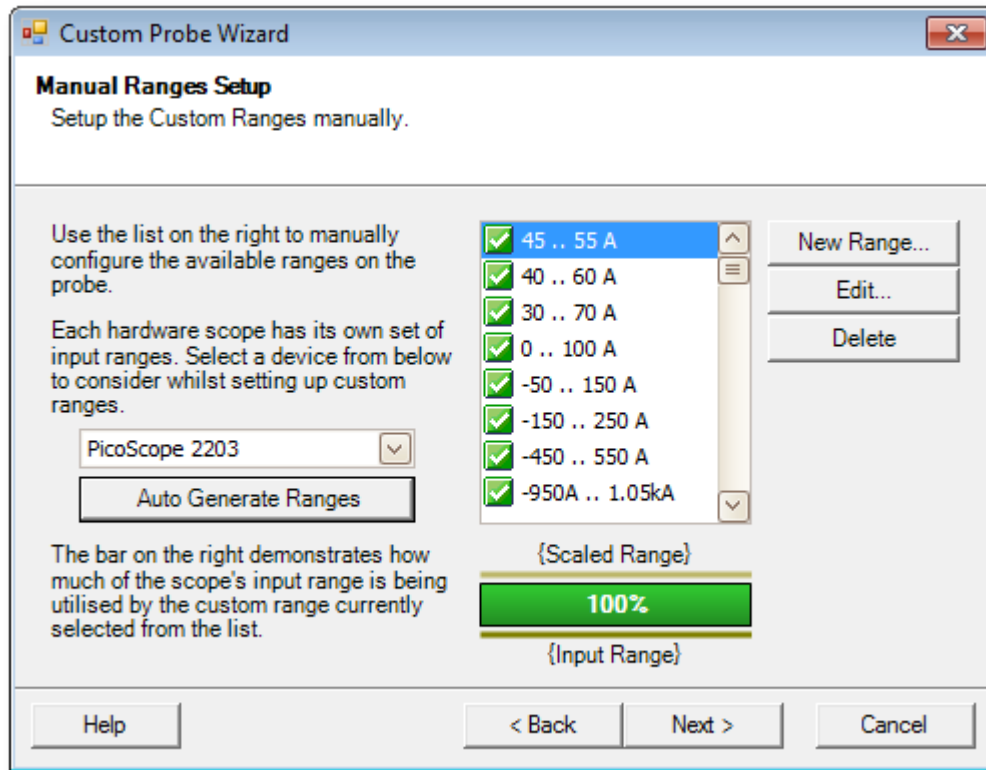 Custom Probe Wizard
Manual Ranges Setup
Setup the Custom Ranges manually.
Use the list on the right to manually
configure the available ranges on the
probe.
Each hardware scope has its own set of
input ranges. Select a device from below
to consider whilst setting up custom
ranges.
PicoScope 2203
Auto Generate Ranges
The bar on the right demonstrates how
much of the scope's input range is being
utilised by the custom range currently
selected from the list.
45 .. 55 A
40 .. 60 A
30 .. 70 A
0 .. 100 A
-50 .. 150 A
-150 .. 250 A
-450 .. 550 A
-950A .. 1.05kA
{Scaled Range}
100%
{Input Range}
New Range...
Edit...
Delete
Help
< Back
Next >
Cancel